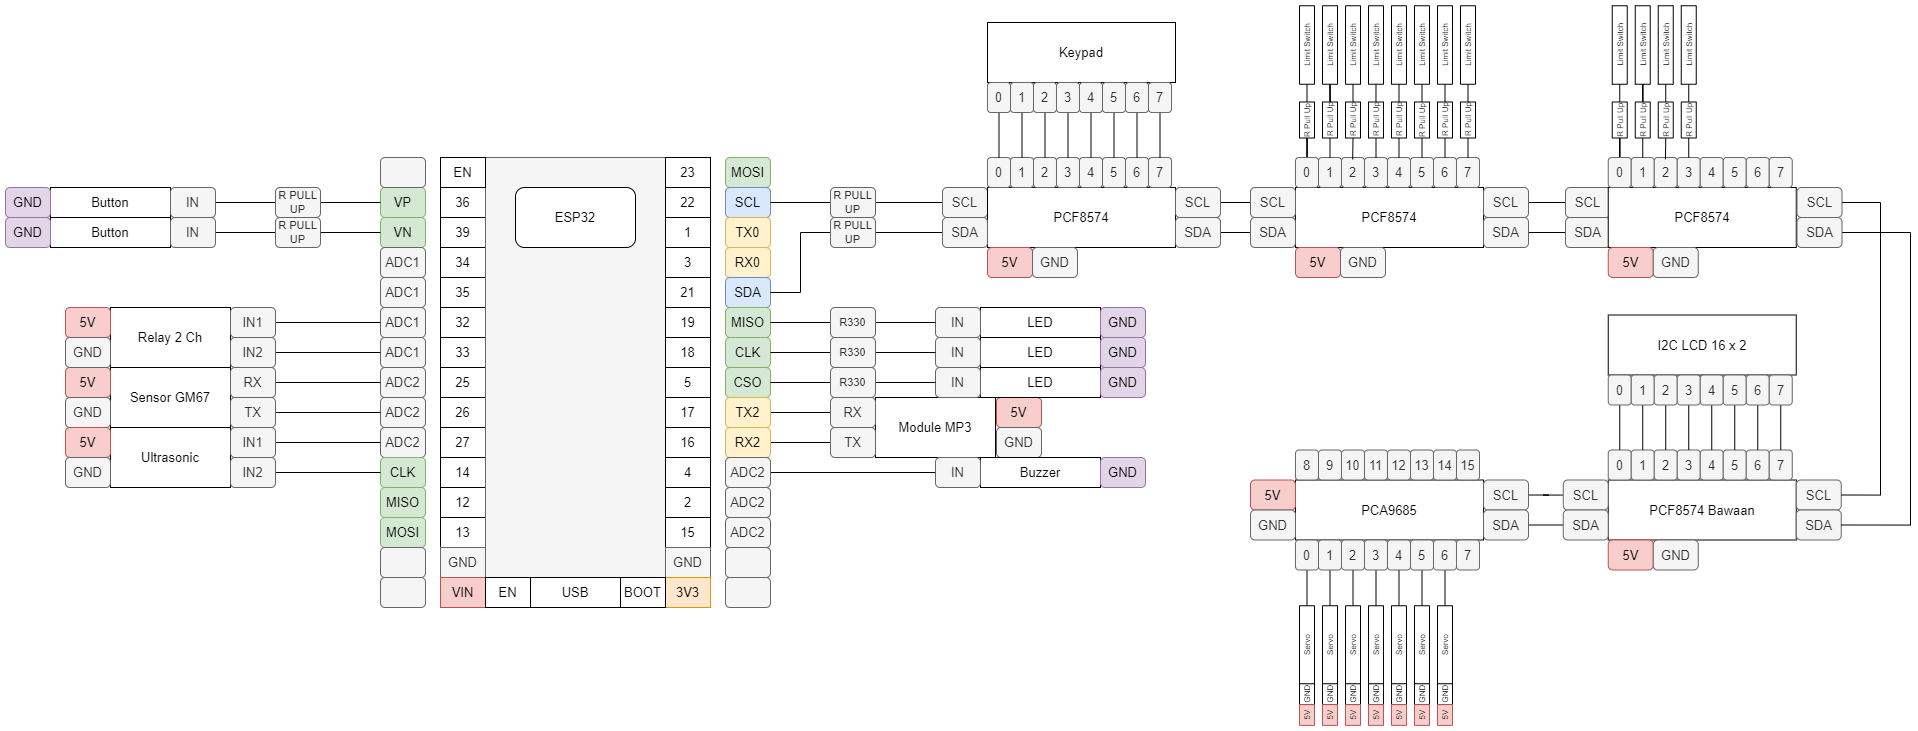 Keypad
0 1 2 3 4 5 6 7
Limit Switch Limit Switch Limit Switch Limit Switch Limit Switch Limit Switch Limit Switch Limit Switch
R Pull Up R Pull Up R Pull Up R Pull Up R Pull Up R Pull Up R Pull Up R Pull Up
Limit Switch Limit Switch Limit Switch Limit Switch
R Pull Up R Pull Up R Pull Up R Pull Up
0 1 2 3 4 5 6 7
SCL PCF8574 SCL
SDA SDA
5V GND
0 1 2 3 4 5 6 7
SCL PCF8574 SCL
SDA SDA
5V GND
0 1 2 3 4 5 6 7
SCL PCF8574 SCL
SDA SDA
5V GND
GND Button IN R PULL UP VP
GND Button IN R PULL UP VN
ADC1
ADC1
5V Relay 2 Ch IN1 ADC1
GND IN2 ADC1
5V Sensor GM67 RX ADC2
GND TX ADC2
5V Ultrasonic IN1 ADC2
GND IN2 CLK
MISO
MOSI
ESP32
EN 23 MOSI
36 22 SCL R PULL UP
39 1 TX0 R PULL UP
34 3 RX0
35 21 SDA
32 19 MISO R330 IN LED GND
33 18 CLK R330 IN LED GND
25 5 CSO R330 IN LED GND
26 17 TX2 RX Module MP3 5V
27 16 RX2 TX GND
14 4 ADC2 IN Buzzer GND
12 2 ADC2
13 15 ADC2
GND GND
VIN EN USB BOOT 3V3
I2C LCD 16 x 2
0 1 2 3 4 5 6 7
0 1 2 3 4 5 6 7
SCL PCF8574 Bawaan SCL
SDA SDA
5V GND
8 9 10 11 12 13 14 15
5V PCA9685 SCL
GND SDA
0 1 2 3 4 5 6 7
Servo Servo Servo Servo Servo Servo Servo
GND GND GND GND GND GND GND
5V 5V 5V 5V 5V 5V 5V